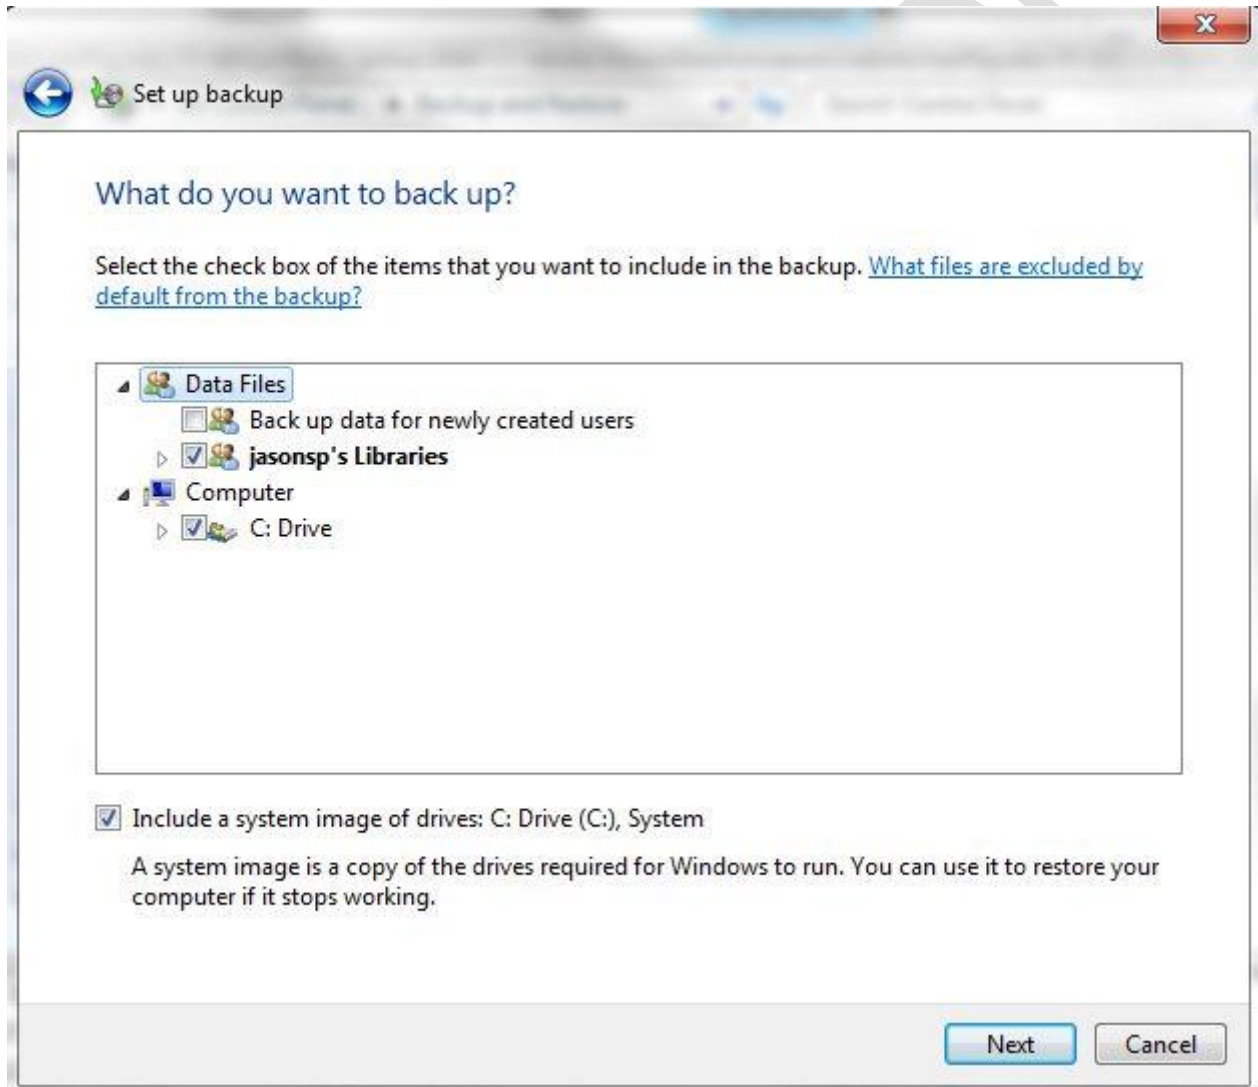 Set up backup
What do you want to back up?
Select the check box of the items that you want to include in the backup. What files are excluded by
default from the backup?
Data Files
Back up data for newly created users
jasonsp's Libraries
Computer
C: Drive
Include a system image of drives: C: Drive (C:), System
A system image is a copy of the drives required for Windows to run. You can use it to restore your
computer if it stops working.
Next
Cancel